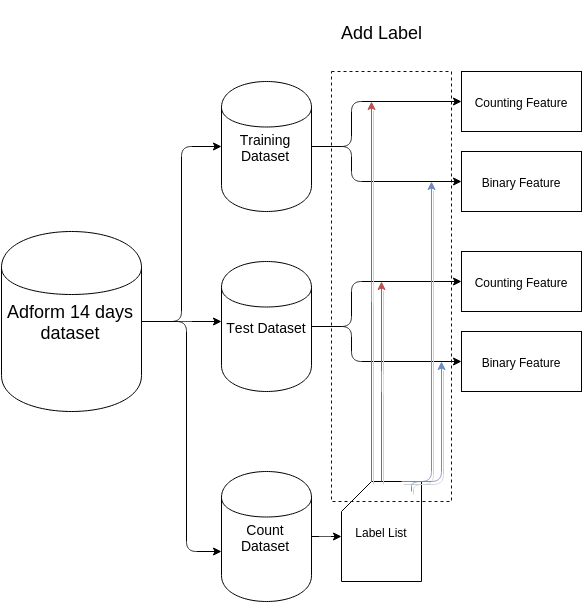 Add Label
Counting Feature
Training
Dataset
Binary Feature
Adform 14 days
dataset
Counting Feature
Test Dataset
Binary Feature
Count
Dataset
Label List